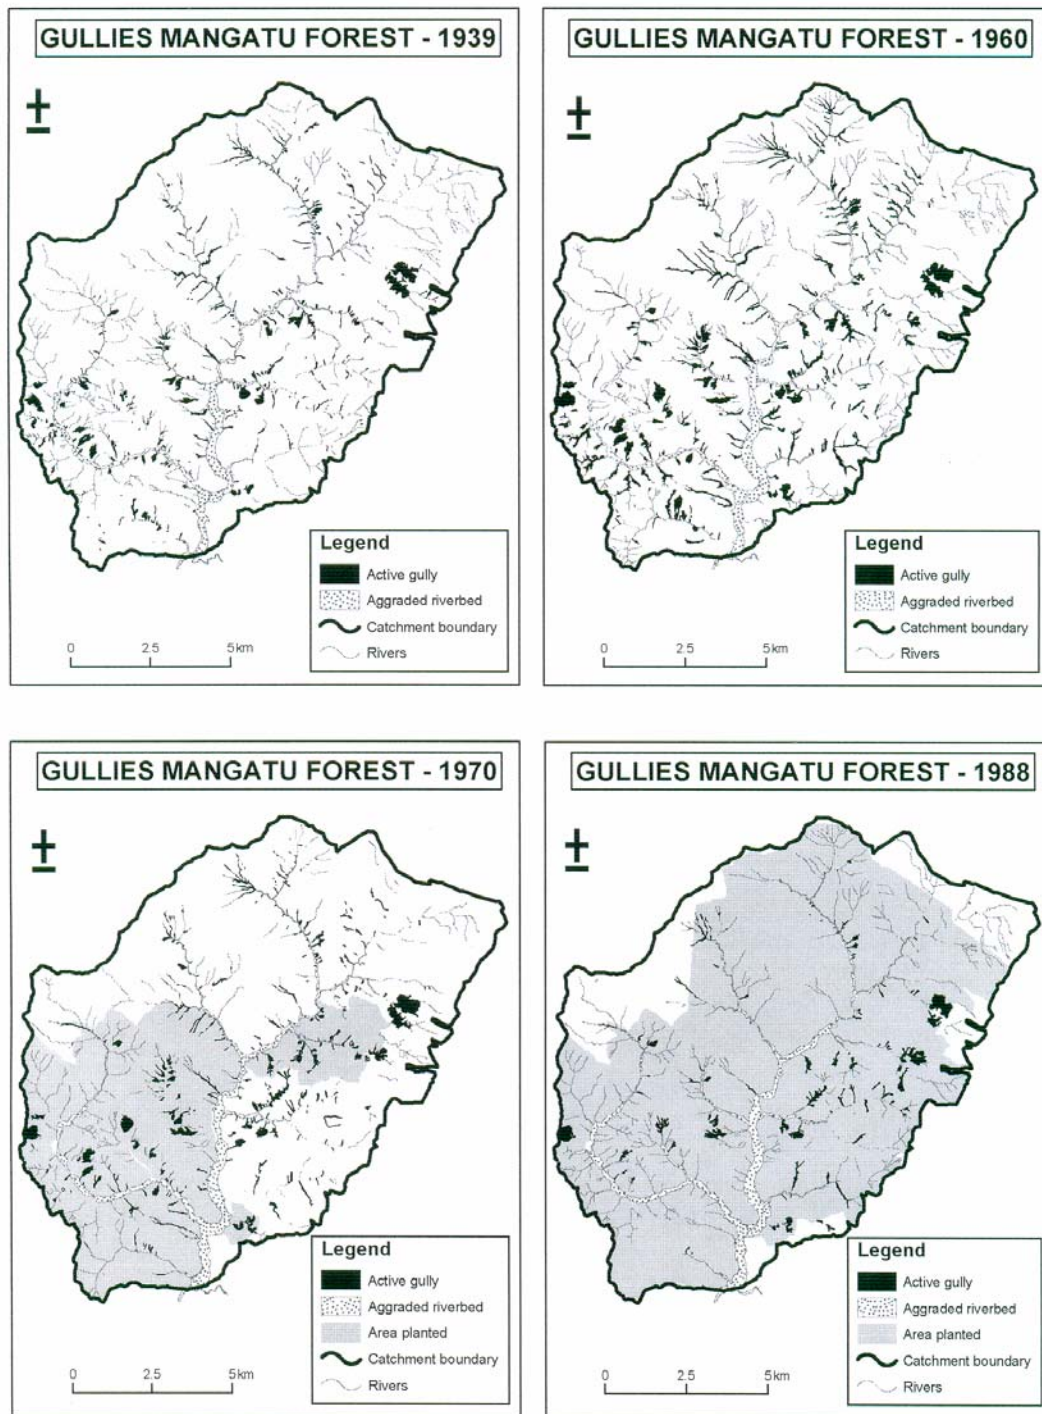 GULLIES MANGATU FOREST - 1939
Legend
Active gully
Aggraded riverbed
Catchment boundary
Rivers
0 2.5 5km
GULLIES MANGATU FOREST - 1960
Legend
Active gully
Aggraded riverbed
Catchment boundary
Rivers
0 2.5 5km
GULLIES MANGATU FOREST - 1970
Legend
Active gully
Aggraded riverbed
Area planted
Catchment boundary
Rivers
0 2.5 5km
GULLIES MANGATU FOREST - 1988
Legend
Active gully
Aggraded riverbed
Area planted
Catchment boundary
Rivers
0 2.5 5km